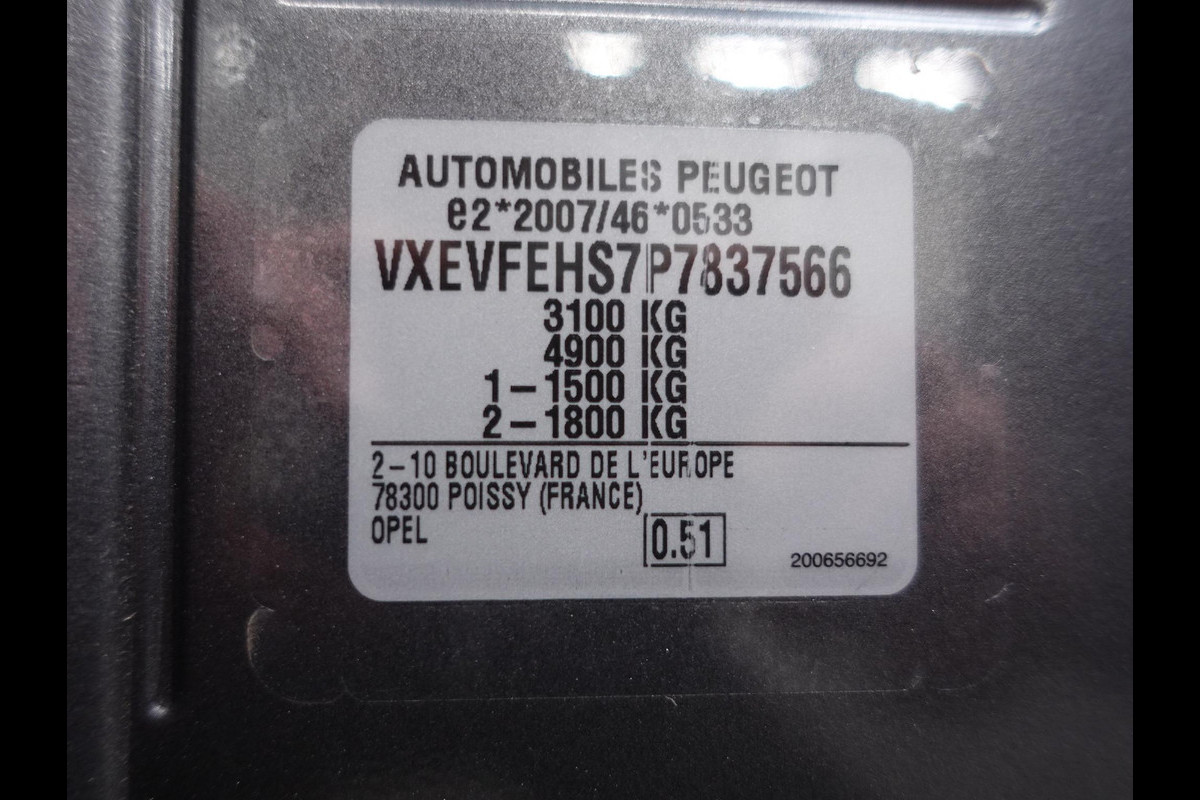 AUTOMOBILES PEUGEOT
e2*2007/46*0533
VXEVFEHS7P7837566
3100 KG
4900 KG
1-1500 KG
2-1800 KG
2-10 BOULEVARD DE L'EUROPE
78300 POISSY (FRANCE)
OPEL
0.51
200656692